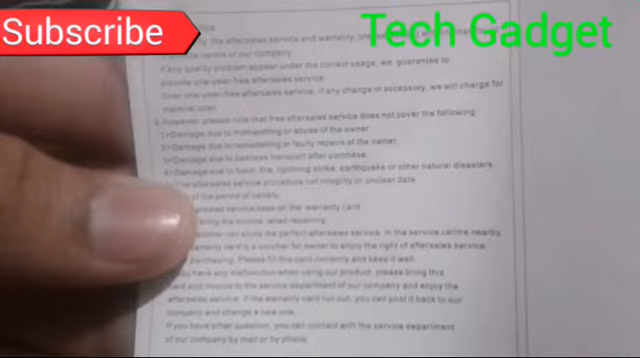 Subscribe
Tech Gadget
the aftersales service and warranty,
centre of our company
If any quality problem appear under the correct usage, we guarantee to
provide one-year-free aftersales service.
Over one-year-free aftersales service, if any change in accessory, we will charge for
material cost.
However, please note that free aftersales service does not cover the following:
Damage due to mishandling or abuse of the owner
Damage due to remodelling or faulty repairs of the owner
Damage due to transport after purchase.
Damage due to flood, fire, lightning strike, earthquake or other natural disasters.
aftersales service procedure not integrity or unclear date
of the period of
service base on the warranty card
bring the invoice when repairing.
can enjoy the perfect aftersales service in the service centre nearby.
warranty card is a voucher for owner to enjoy the right of aftersales service
purchasing. Please fill this card correctly and keep it well
have any malfunction when using our product, please bring this
card and invoice to the service department of our company and enjoy the
aftersales service. If the warranty card run out, you can post it back to our
company and change a new one.
If you have other question, you can contact with the service department
of our company by mail or by phone